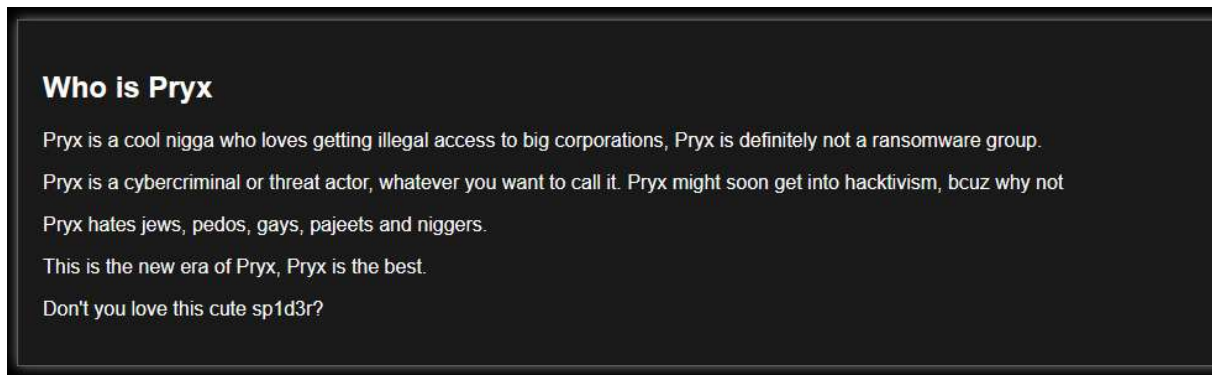 Who is Pryx
Pryx is a cool nigga who loves getting illegal access to big corporations, Pryx is definitely not a ransomware group.
Pryx is a cybercriminal or threat actor, whatever you want to call it. Pryx might soon get into hacktivism, bcuz why not
Pryx hates jews, pedos, gays, pajeets and niggers.
This is the new era of Pryx, Pryx is the best.
Don't you love this cute sp1d3r?